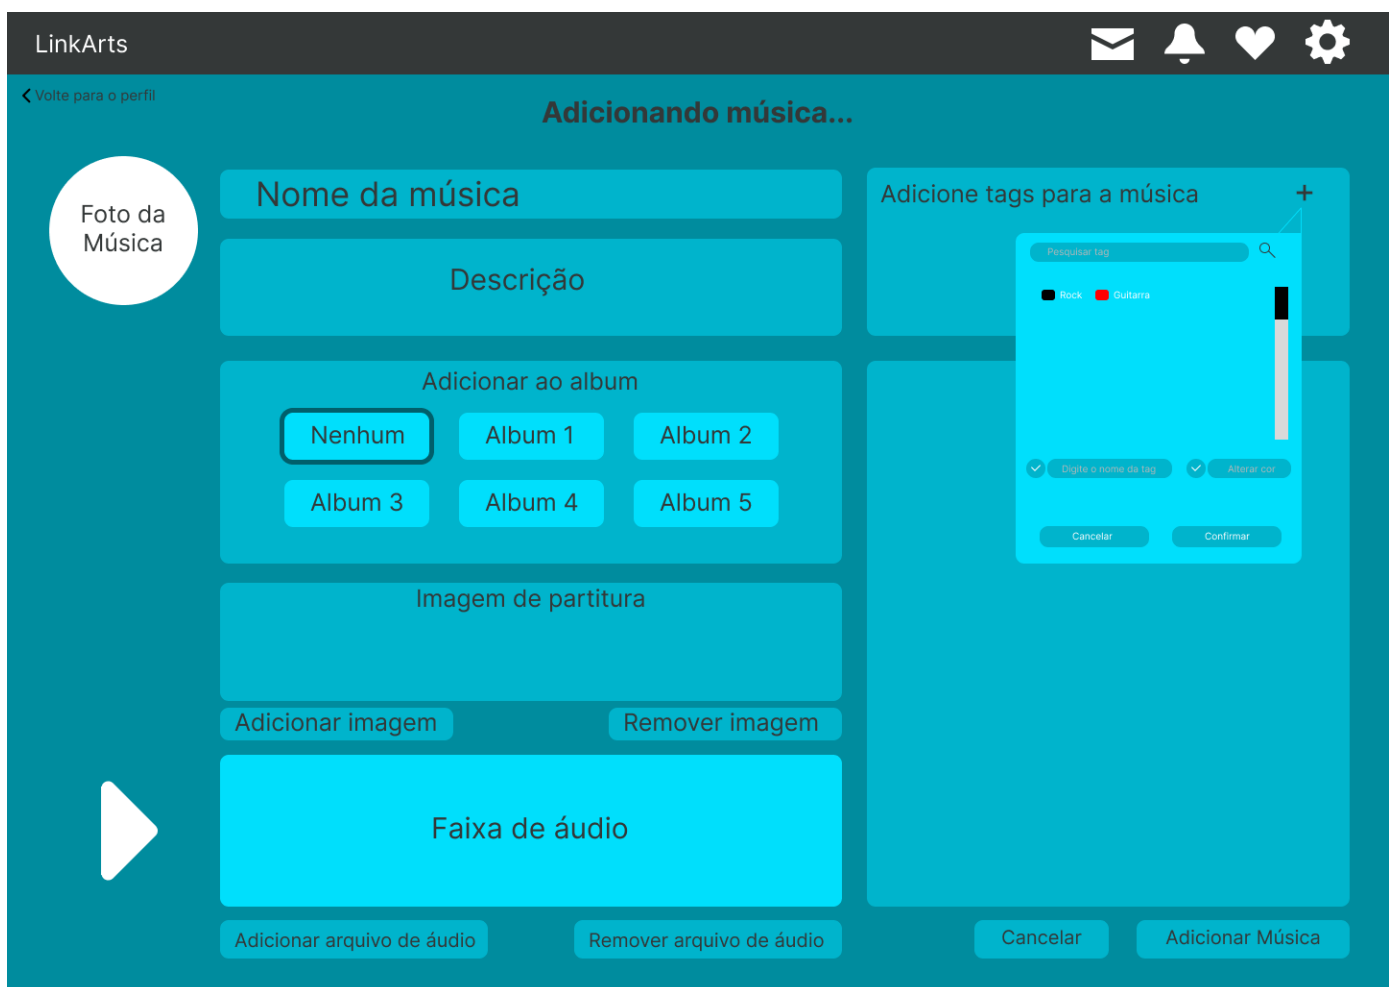 LinkArts
Volte para o perfil
Adicionando música...
Foto da
Música
Nome da música
Descrição
Adicionar ao album
Nenhum
Album 1
Album 2
Album 3
Album 4
Album 5
Imagem de partitura
Adicionar imagem
Remover imagem
Faixa de áudio
Adicionar arquivo de áudio
Remover arquivo de áudio
Adicione tags para a música
+
Pesquisar tag
Rock
Guitarra
Digite o nome da tag
Alterar cor
Cancelar
Confirmar
Cancelar
Adicionar Música